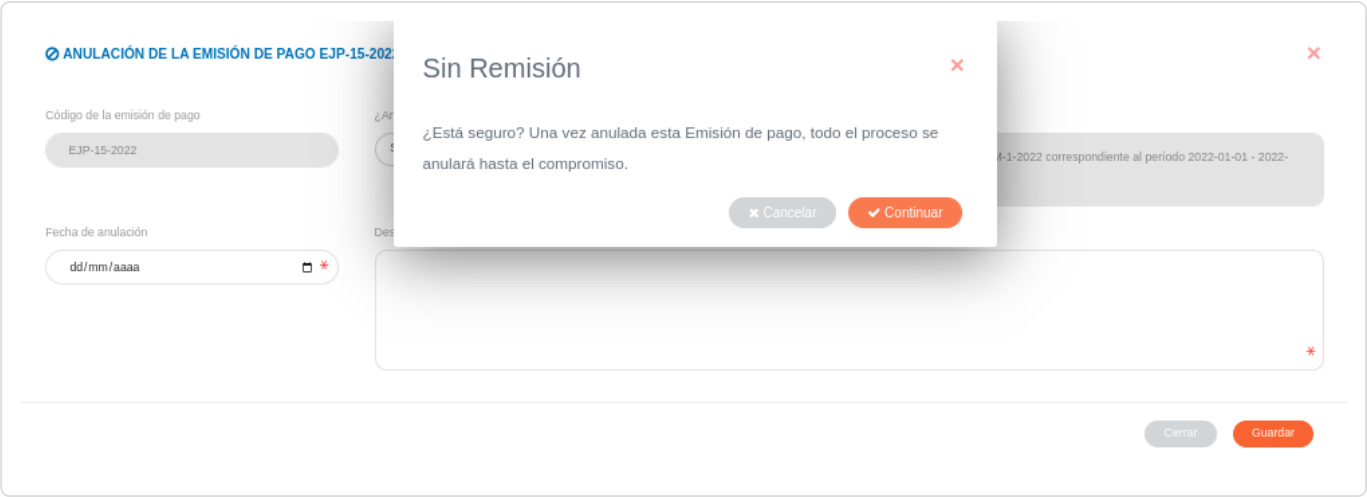 ANULACIÓN DE LA EMISIÓN DE PAGO EJP-15-202
Sin Remisión
¿Está seguro? Una vez anulada esta Emisión de pago, todo el proceso se
anulará hasta el compromiso.
Cancelar
Continuar
Código de la emisión de pago
EJP-15-2022
-1-2022 correspondiente al periodo 2022-01-01 - 2022-
Fecha de anulación
dd/mm/aaaa
*
*
Cerrar
Guardar